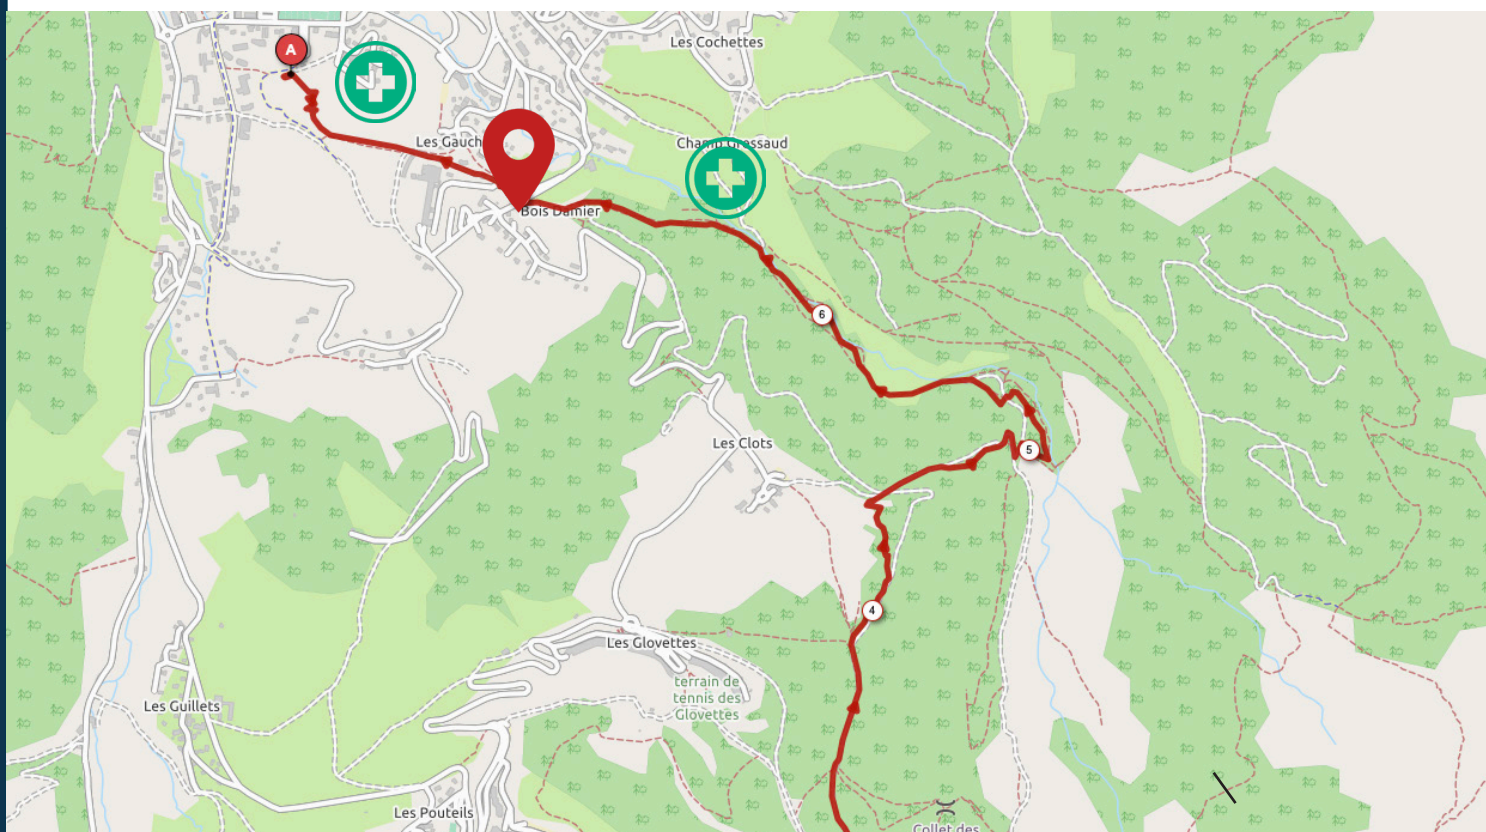 Les Cochettes
A
Les Gauch
Champ Grossaud
Bois Damier
6
Les Clots
5
4
Les Glovettes
terrain de
tennis des
Glovettes
Les Guillets
Les Pouteils
Collet des